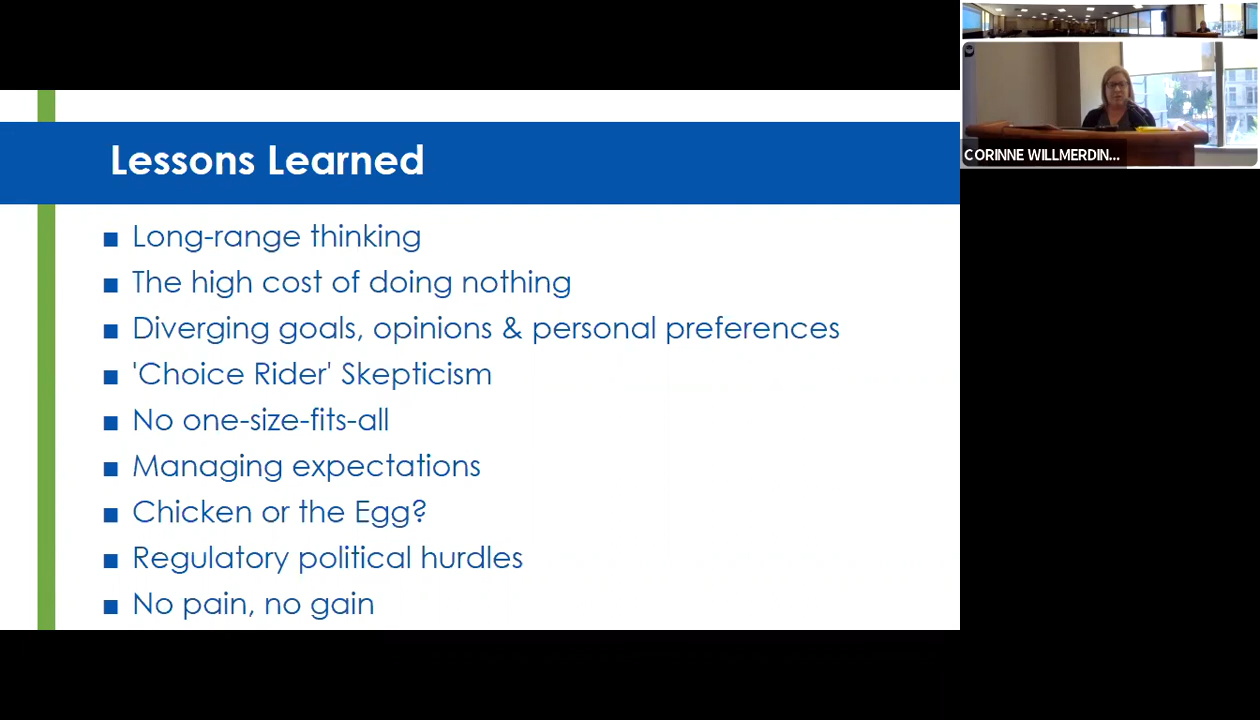 Lessons Learned
Long-range thinking
The high cost of doing nothing
Diverging goals, opinions & personal preferences
'Choice Rider' Skepticism
No one-size-fits-all
Managing expectations
Chicken or the Egg?
Regulatory political hurdles
No pain, no gain
CORINNE WILLMERDIN...